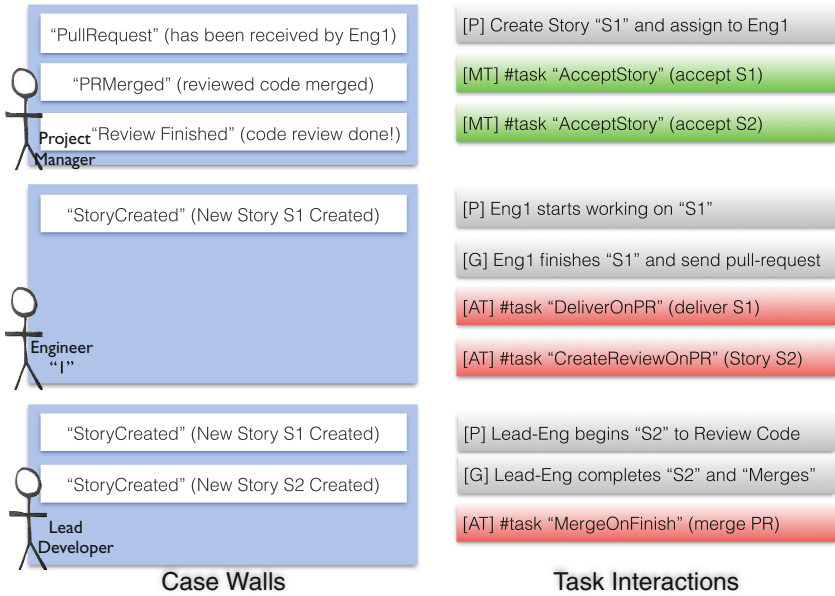 “PullRequest” (has been received by Eng1)
“PRMerged” (reviewed code merged)
“Review Finished” (code review done!)
Project
Manager
[P] Create Story “S1” and assign to Eng1
[MT] #task “AcceptStory” (accept S1)
[MT] #task “AcceptStory” (accept S2)
“StoryCreated” (New Story S1 Created)
Engineer
“1”
[P] Eng1 starts working on “S1”
[G] Eng1 finishes “S1” and send pull-request
[AT] #task “DeliverOnPR” (deliver S1)
[AT] #task “CreateReviewOnPR” (Story S2)
“StoryCreated” (New Story S1 Created)
“StoryCreated” (New Story S2 Created)
Lead
Developer
[P] Lead-Eng begins “S2” to Review Code
[G] Lead-Eng completes “S2” and “Merges”
[AT] #task “MergeOnFinish” (merge PR)
Case Walls
Task Interactions